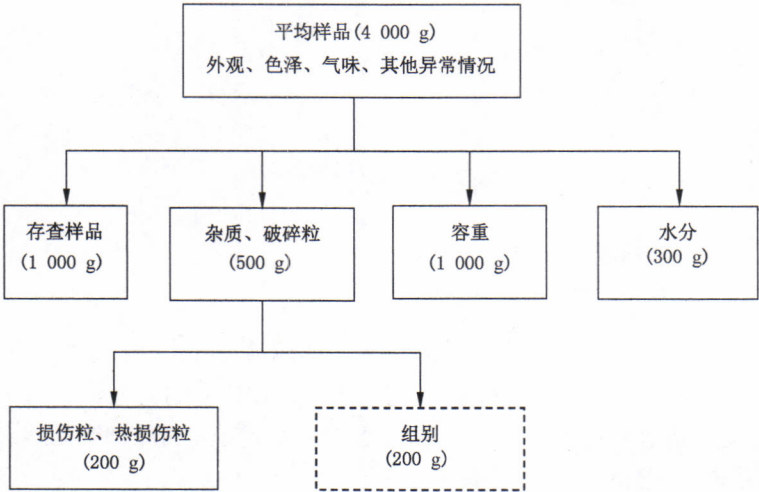 平均样品(4 000 g)
外观、色泽、气味、其他异常情况
存查样品
(1 000 g)
杂质、破碎粒
(500 g)
容重
(1 000 g)
水分
(300 g)
损伤粒、热损伤粒
(200 g)
组别
(200 g)